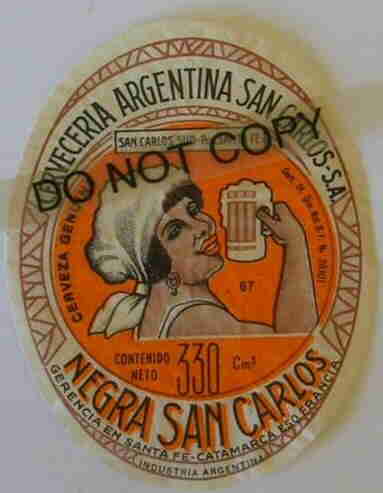 CERVECERIA ARGENTINA SAN CARLOS-S.A.
SAN CARLOS SUD
DO NOT COPY
CERVEZA
67
CONTENIDO NETO 330 Cm³
NEGRA SAN CARLOS
GERENCIA EN SANTA FE-CATAMARCA ESQ FRANCIA
INDUSTRIA ARGENTINA